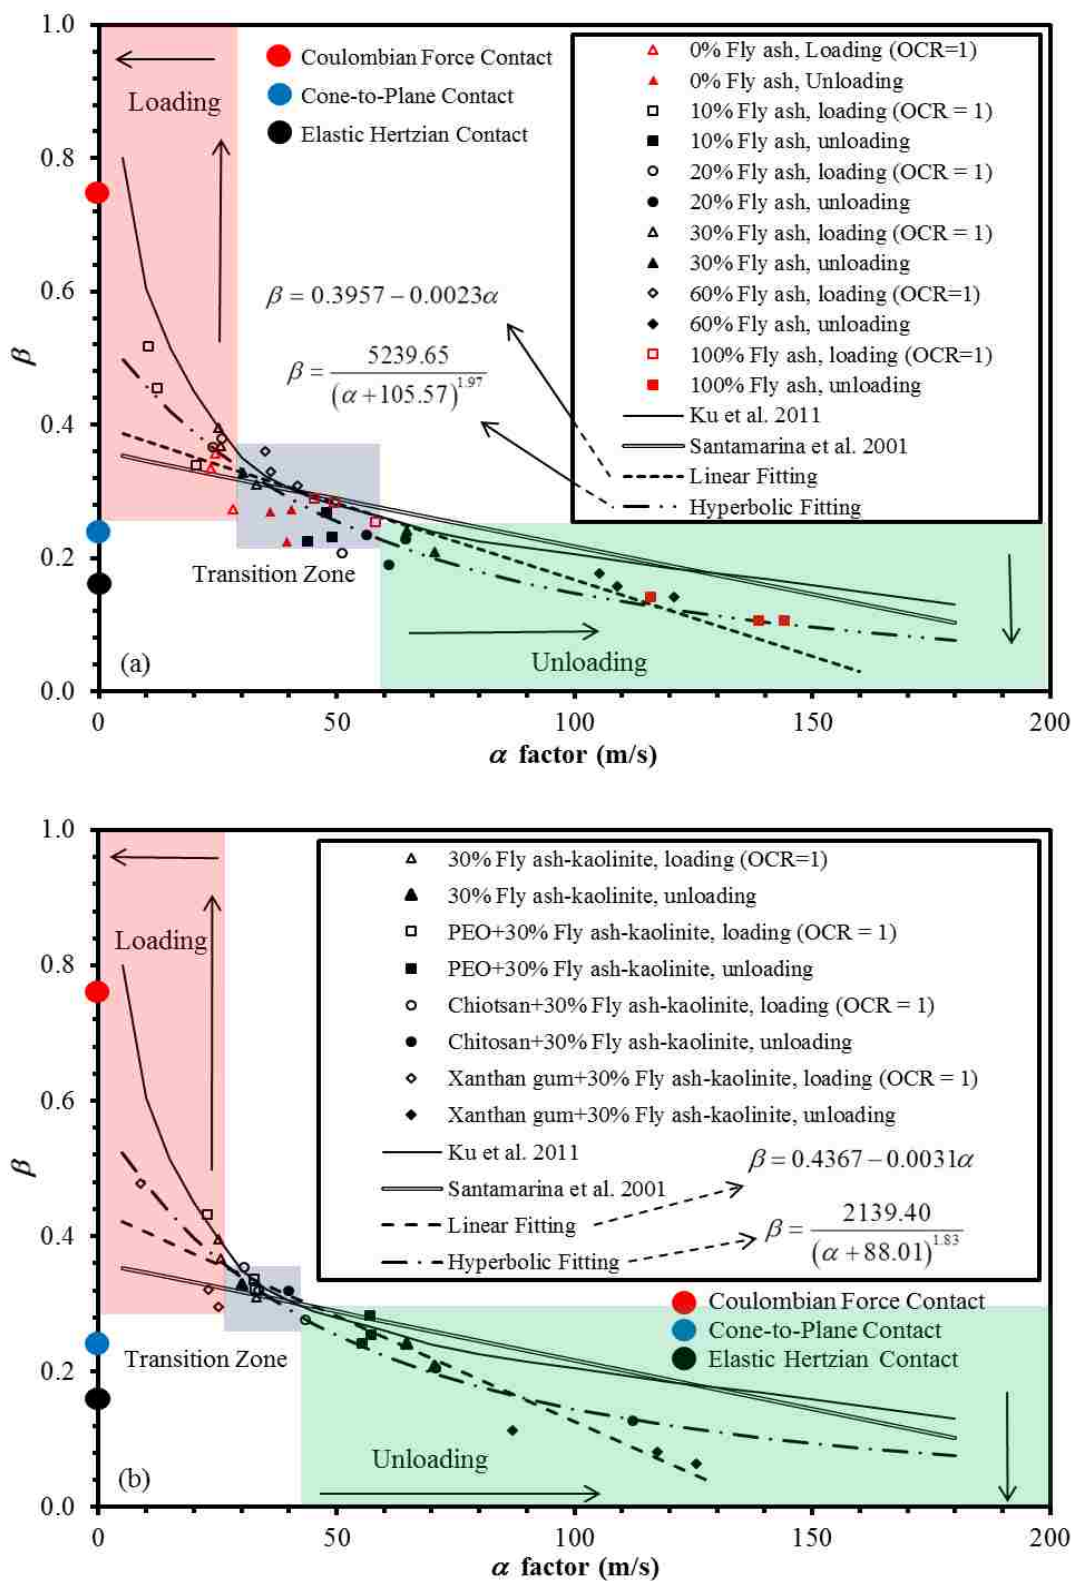 1.0
0.8
0.6
0.4
0.2
0.0
β
Loading
Coulombian Force Contact
Cone-to-Plane Contact
Elastic Hertzian Contact
0% Fly ash, Loading (OCR=1)
0% Fly ash, Unloading
10% Fly ash, loading (OCR = 1)
10% Fly ash, unloading
20% Fly ash, loading (OCR = 1)
20% Fly ash, unloading
30% Fly ash, loading (OCR = 1)
30% Fly ash, unloading
60% Fly ash, loading (OCR=1)
60% Fly ash, unloading
100% Fly ash, loading (OCR=1)
100% Fly ash, unloading
Ku et al. 2011
Santamarina et al. 2001
Linear Fitting
Hyperbolic Fitting
β = 0.3957 − 0.0023α
β = 5239.65 / (α + 105.57)^1.97
Transition Zone
Unloading
(a)
0 50 100 150 200
α factor (m/s)
1.0
0.8
0.6
0.4
0.2
0.0
β
Loading
30% Fly ash-kaolinite, loading (OCR=1)
30% Fly ash-kaolinite, unloading
PEO+30% Fly ash-kaolinite, loading (OCR = 1)
PEO+30% Fly ash-kaolinite, unloading
Chiotsan+30% Fly ash-kaolinite, loading (OCR = 1)
Chitosan+30% Fly ash-kaolinite, unloading
Xanthan gum+30% Fly ash-kaolinite, loading (OCR = 1)
Xanthan gum+30% Fly ash-kaolinite, unloading
Ku et al. 2011
Santamarina et al. 2001
Linear Fitting
Hyperbolic Fitting
β = 0.4367 − 0.0031α
β = 2139.40 / (α + 88.01)^1.83
Coulombian Force Contact
Cone-to-Plane Contact
Elastic Hertzian Contact
Transition Zone
Unloading
(b)
0 50 100 150 200
α factor (m/s)